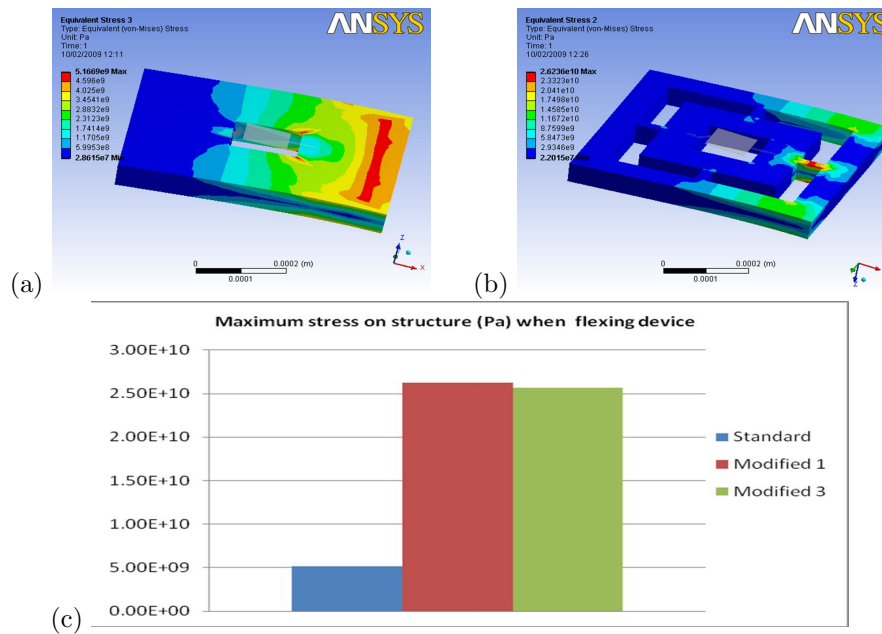 Equivalent Stress 3
Type: Equivalent (von-Mises) Stress
Unit: Pa
Time: 1
10/02/2009 12:11
ANSYS
5.1669e9 Max
4.596e9
4.025e9
3.4541e9
2.8832e9
2.3123e9
1.7414e9
1.1705e9
5.9953e8
2.8615e7 Min
0
0.0002 (m)
0.0001
Z
X
(a)
Equivalent Stress 2
Type: Equivalent (von-Mises) Stress
Unit: Pa
Time: 1
10/02/2009 12:26
ANSYS
2.6236e10 Max
2.3323e10
2.041e10
1.7498e10
1.4585e10
1.1672e10
8.7599e9
5.8473e9
2.9346e9
2.2015e7 Min
0
0.0002 (m)
0.0001
(b)
Maximum stress on structure (Pa) when flexing device
3.00E+10
2.50E+10
2.00E+10
1.50E+10
1.00E+10
5.00E+09
0.00E+00
Standard
Modified 1
Modified 3
(c)